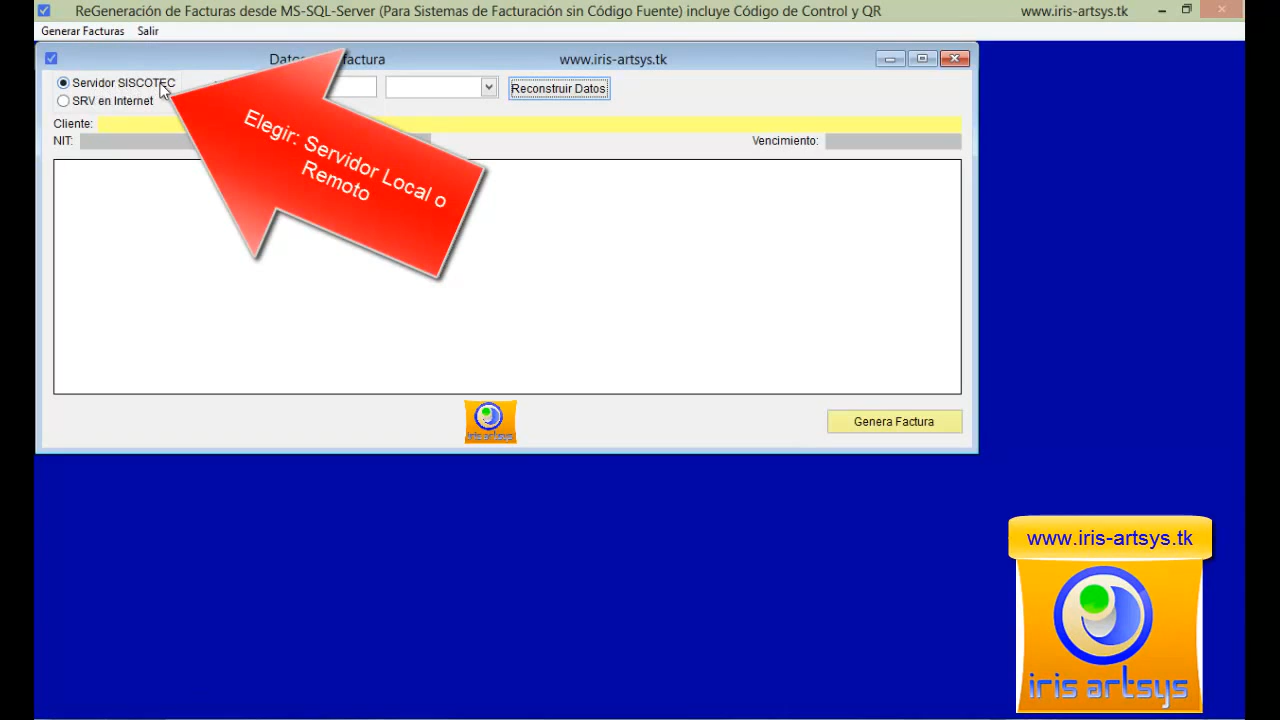 ReGeneración de Facturas desde MS-SQL-Server (Para Sistemas de Facturación sin Código Fuente) incluye Código de Control y QR
www.iris-artsys.tk
Generar Facturas Salir
www.iris-artsys.tk
Servidor SISCOTEC
SRV en Internet
Reconstruir Datos
Elegir: Servidor Local o
Remoto
Cliente:
NIT:
Vencimiento:
iris artsys
Genera Factura
www.iris-artsys.tk
iris artsys